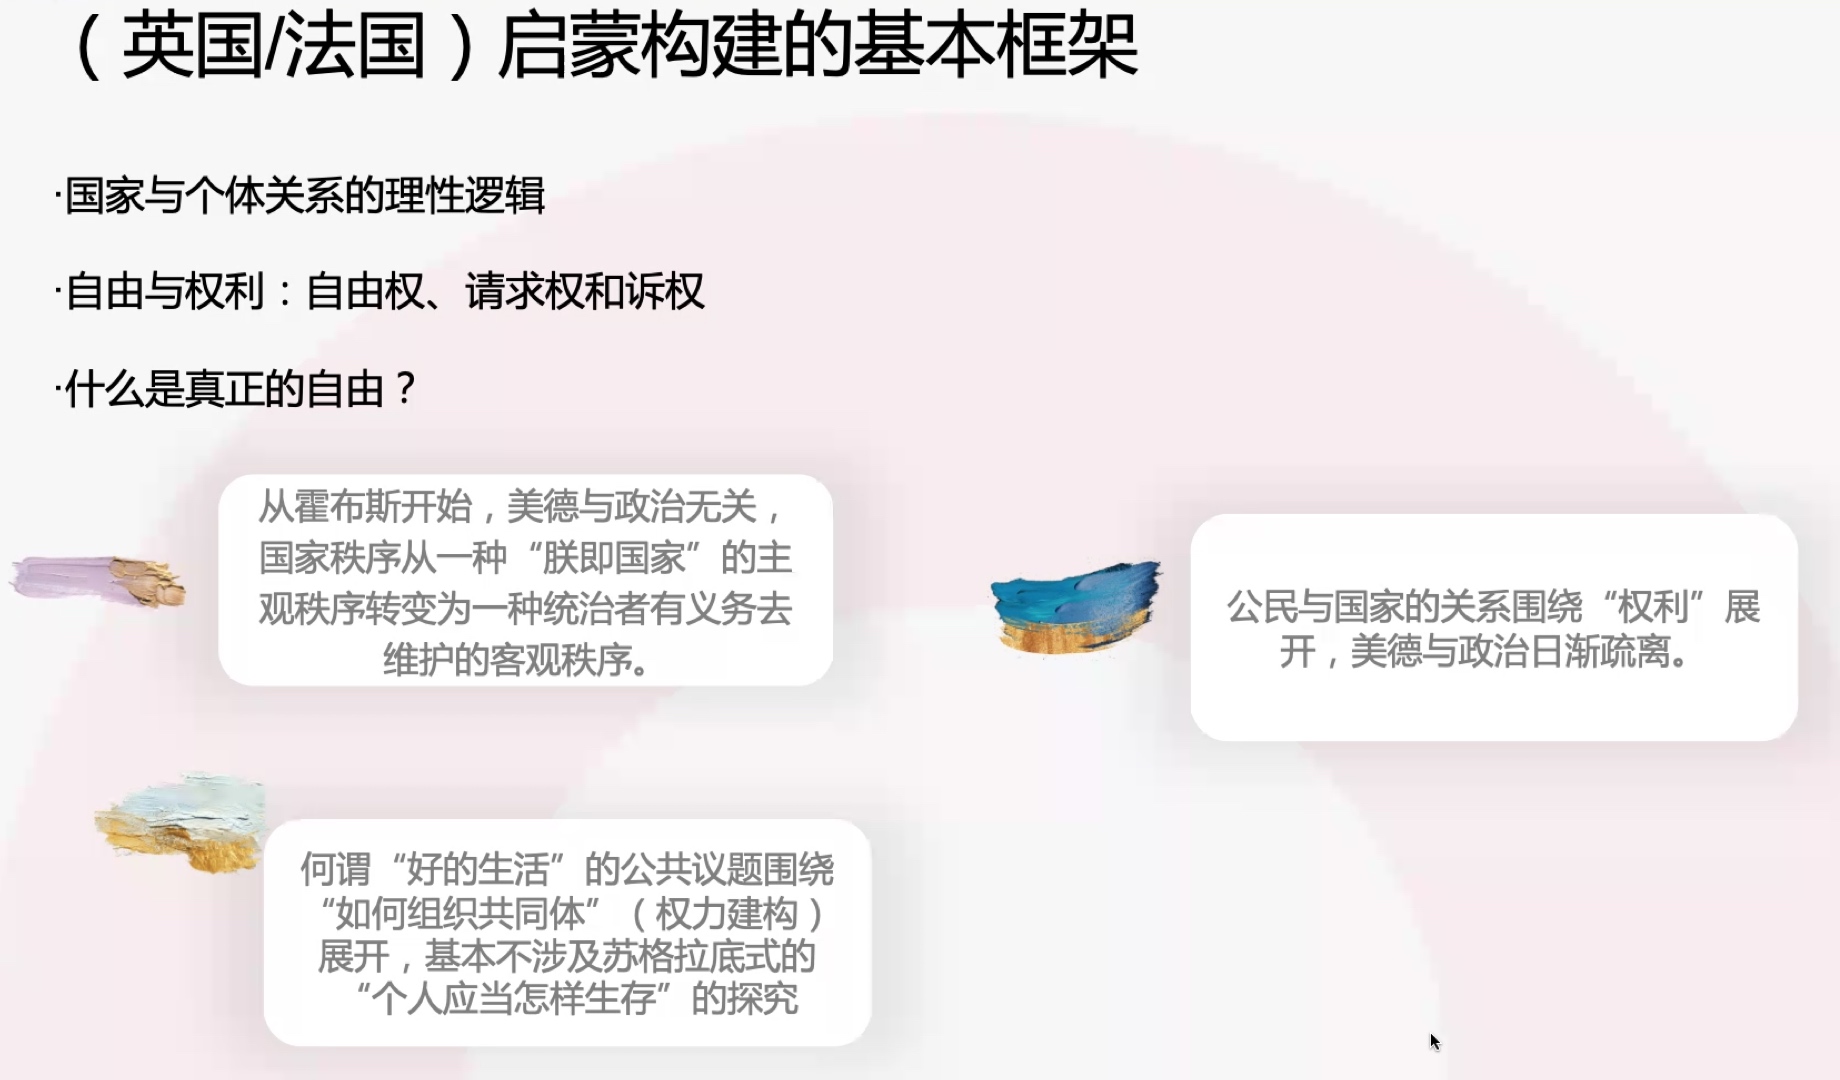 （英国/法国）启蒙构建的基本框架
·国家与个体关系的理性逻辑
·自由与权利：自由权、请求权和诉权
·什么是真正的自由？
从霍布斯开始，美德与政治无关，
国家秩序从一种“朕即国家”的主
观秩序转变为一种统治者有义务去
维护的客观秩序。
公民与国家的关系围绕“权利”展
开，美德与政治日渐疏离。
何谓“好的生活”的公共议题围绕
“如何组织共同体”（权力建构）
展开，基本不涉及苏格拉底式的
“个人应当怎样生存”的探究